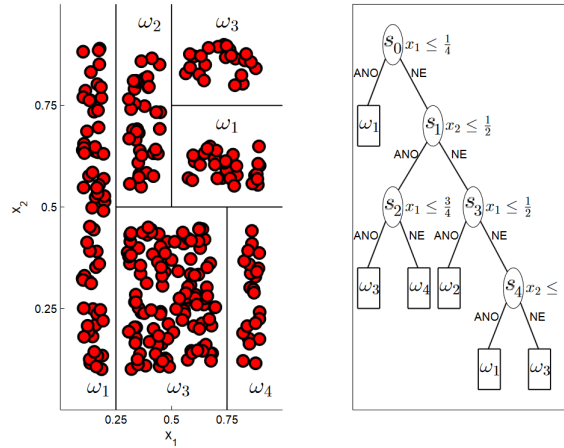 ω₂ ω₃
0.75
ω₁
x₂
0.5
0.25
ω₁ ω₃ ω₄
0 0.25 0.5 0.75
x₁
s₀ x₁ ≤ 1/4
ANO NE
ω₁ s₁ x₂ ≤ 1/2
ANO NE
s₂ x₁ ≤ 3/4 s₃ x₁ ≤ 1/2
ANO NE ANO NE
ω₃ ω₄ ω₂ s₄ x₂ ≤
ANO NE
ω₁ ω₃